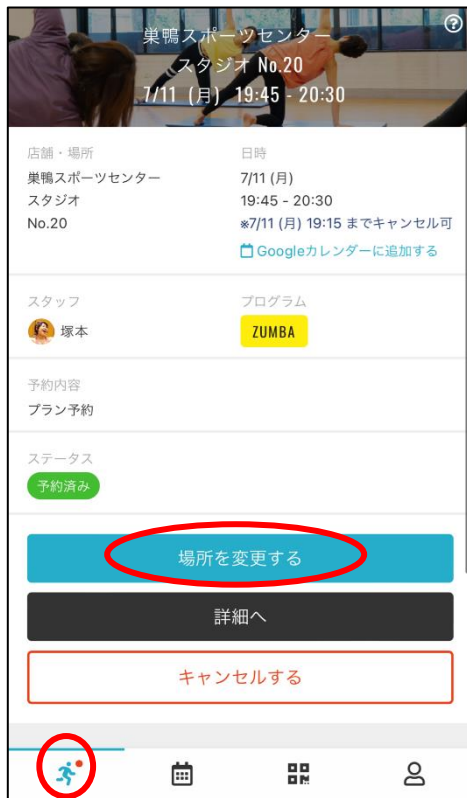 巣鴨スポーツセンター
スタジオ No.20
7/11 (月) 19:45 - 20:30
店舗・場所
巣鴨スポーツセンター
スタジオ
No.20
日時
7/11 (月)
19:45 - 20:30
※7/11 (月) 19:15 までキャンセル可
Googleカレンダーに追加する
スタッフ
塚本
プログラム
ZUMBA
予約内容
プラン予約
ステータス
予約済み
場所を変更する
詳細へ
キャンセルする